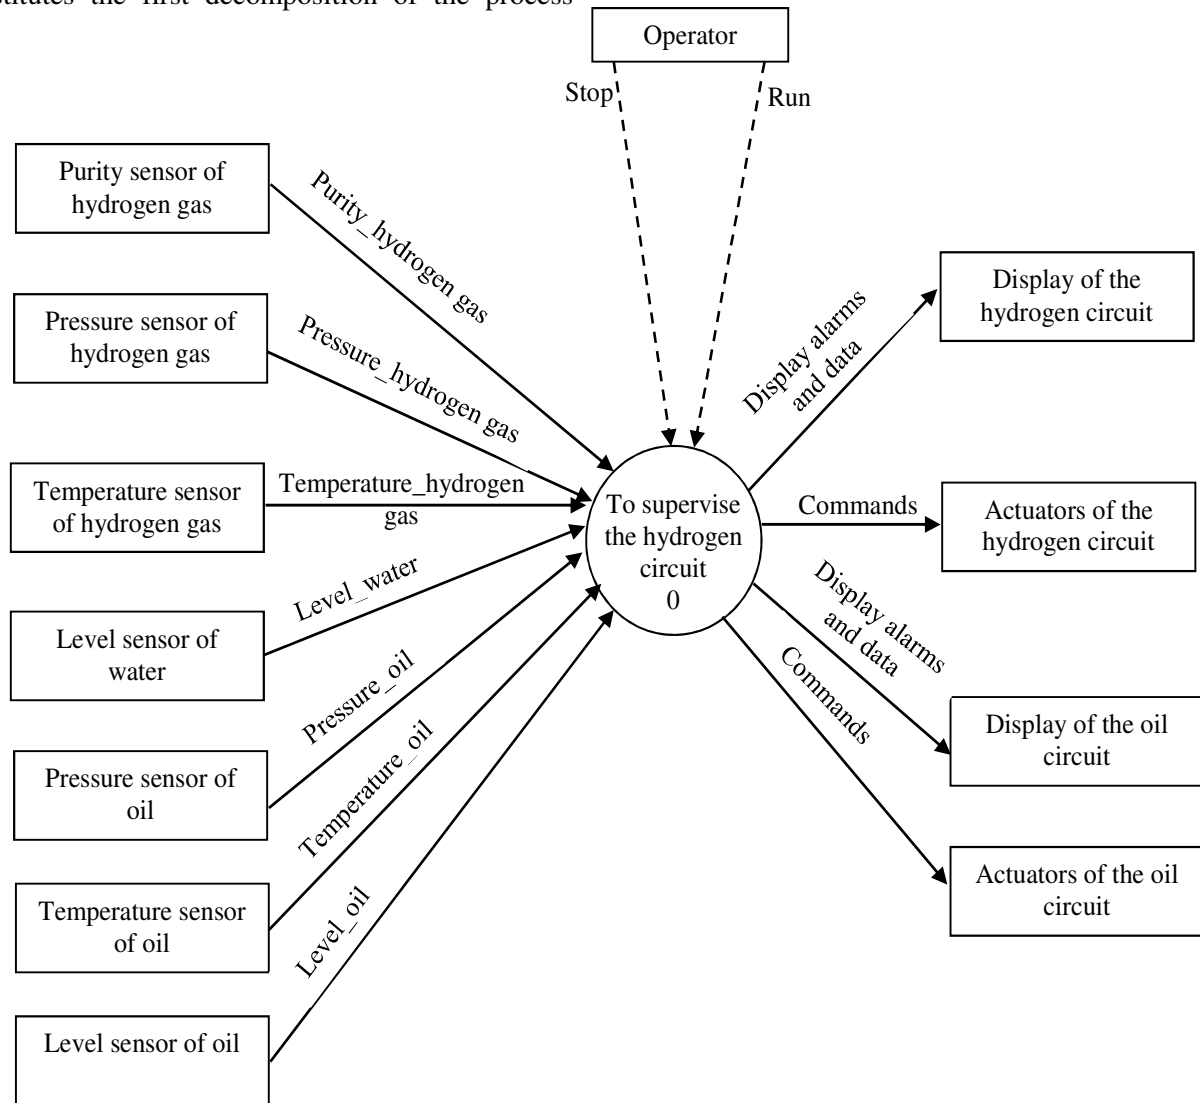 the first decomposition of the process
Operator
Stop
Run
Purity sensor of
hydrogen gas
Purity_hydrogen gas
Pressure sensor of
hydrogen gas
Pressure_hydrogen gas
Temperature sensor
of hydrogen gas
Temperature_hydrogen
gas
Level sensor of
water
Level_water
Pressure sensor of
oil
Pressure_oil
Temperature sensor
of oil
Temperature_oil
Level sensor of oil
Level_oil
To supervise
the hydrogen
circuit
0
Display alarms
and data
Display of the
hydrogen circuit
Commands
Actuators of the
hydrogen circuit
Display alarms
and data
Display of the oil
circuit
Commands
Actuators of the oil
circuit